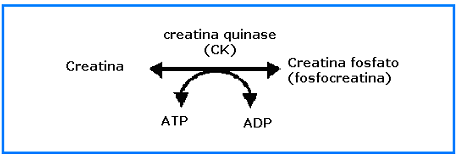 creatina quinase
(CK)
Creatina
Creatina fosfato
(fosfocreatina)
ATP
ADP